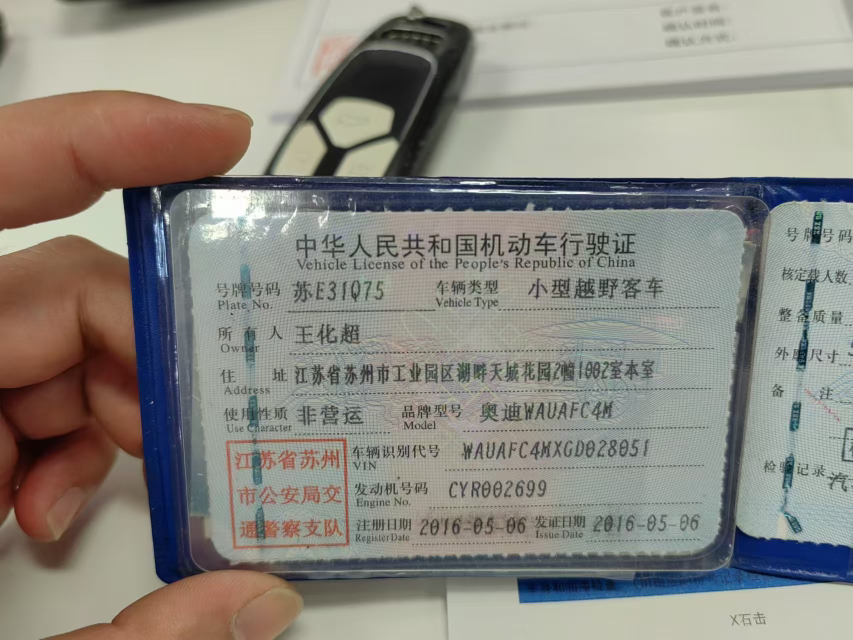 中华人民共和国机动车行驶证
Vehicle License of the People's Republic of China
号牌号码 苏E31Q75 车辆类型 小型越野客车
Plate No. Vehicle Type
所有人 王化超
Owner
住址 江苏省苏州市工业园区湖畔天城花园2幢1002室本室
Address
使用性质 非营运 品牌型号 奥迪WAUAFC4M
Use Character Model
江苏省苏州
市公安局交
通警察支队
车辆识别代号 WAUAFC4MXGD028051
VIN
发动机号码 CYR002699
Engine No.
注册日期 2016-05-06 发证日期 2016-05-06
Register Date Issue Date
号牌号码
核定载人数
整备质量
外廓尺寸
备注
检验记录
X石击